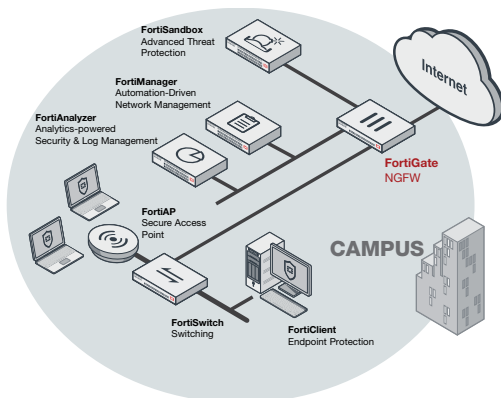 FortiSandbox
Advanced Threat
Protection
FortiManager
Automation-Driven
Network Management
FortiAnalyzer
Analytics-powered
Security & Log Management
Internet
FortiGate
NGFW
FortiAP
Secure Access
Point
CAMPUS
FortiSwitch
Switching
FortiClient
Endpoint Protection